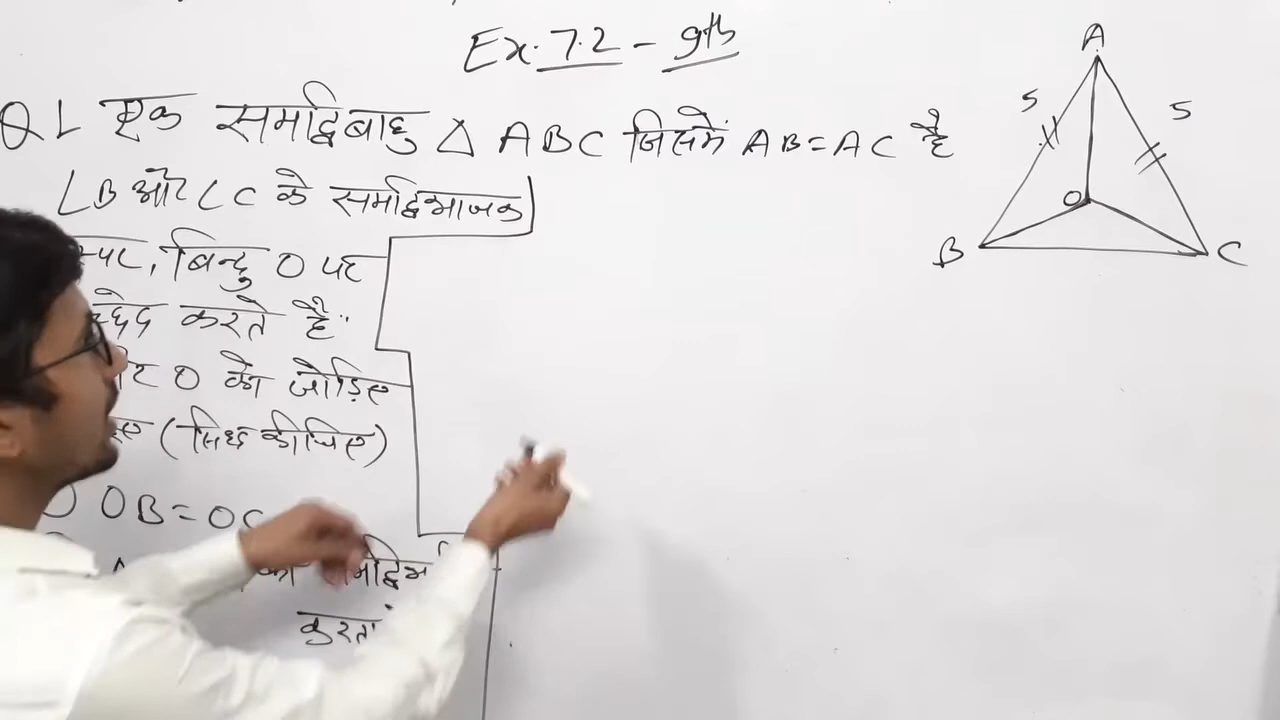 Ex. 7.2 - 9th
Q1 एक समद्विबाहु Δ ABC जिसमें AB=AC है
∠B और ∠C के समद्विभाजक
बिन्दु O पर
करते है
O को जोड़िए
(सिध्द कीजिए)
OB=OC
A
5
5
O
B
C